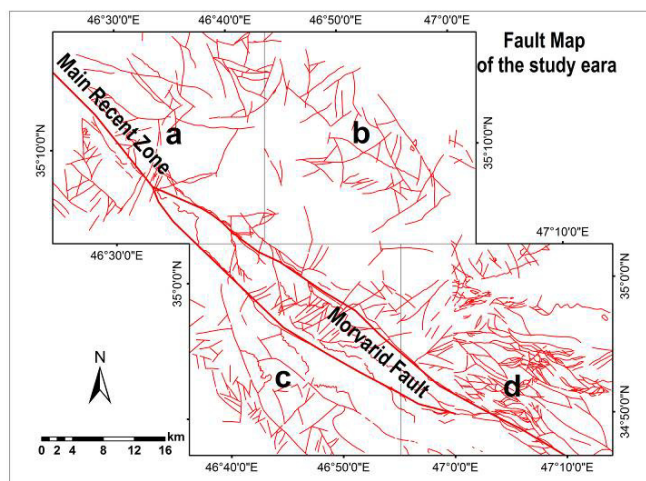 46°30'0"E
46°40'0"E
46°50'0"E
47°0'0"E
Fault Map
of the study eara
Main Recent Zone
a
b
35°10'0"N
35°10'0"N
46°30'0"E
47°10'0"E
35°0'0"N
35°0'0"N
Morvarid Fault
c
d
N
34°50'0"N
0 2 4 8 12 16
km
46°40'0"E
46°50'0"E
47°0'0"E
47°10'0"E